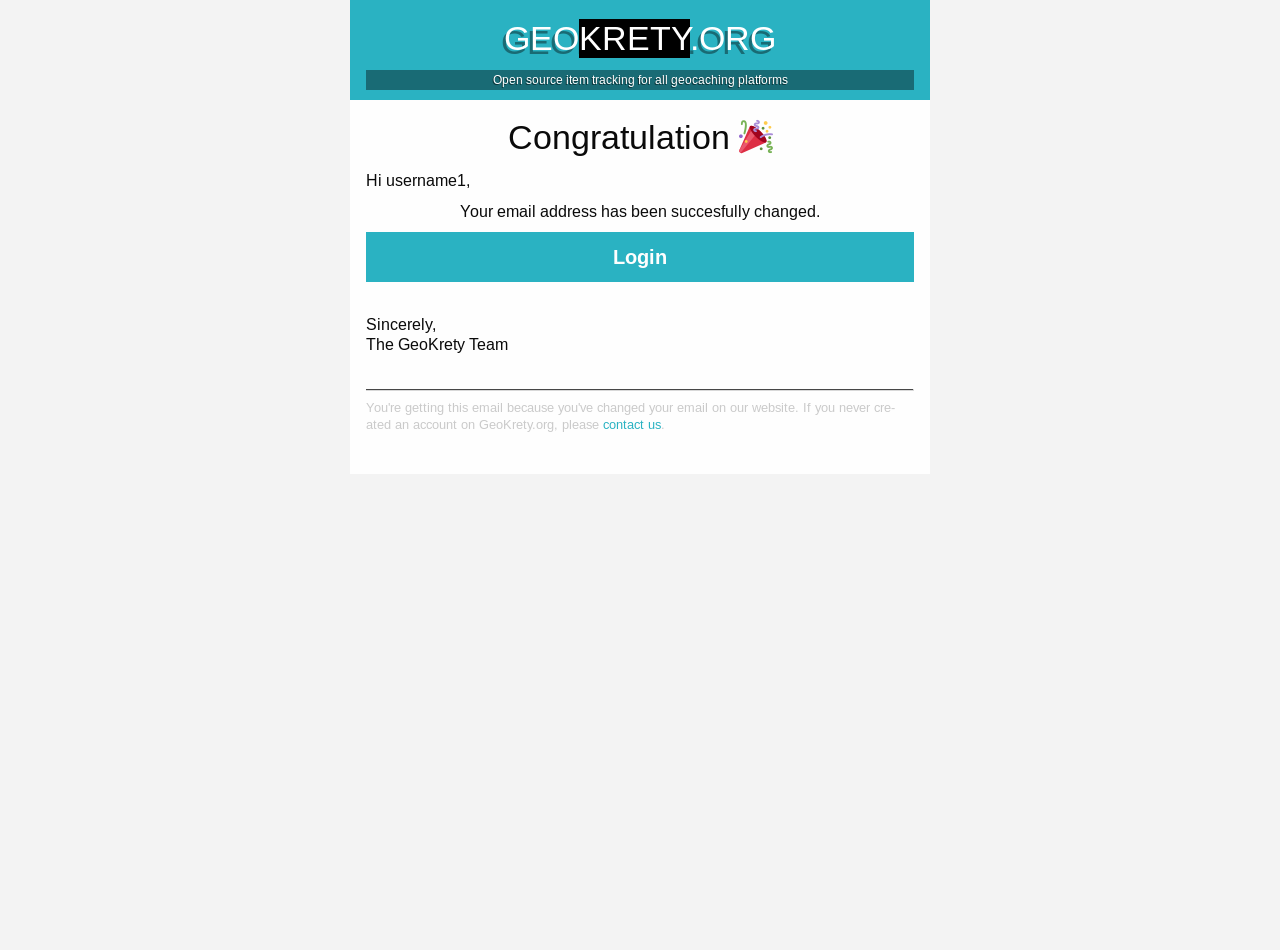 GEOKRETY.ORG
Open source item tracking for all geocaching platforms
Congratulation 🎉
Hi username1,
Your email address has been succesfully changed.
Login
Sincerely,
The GeoKrety Team
You're getting this email because you've changed your email on our website. If you never cre-
ated an account on GeoKrety.org, please contact us.